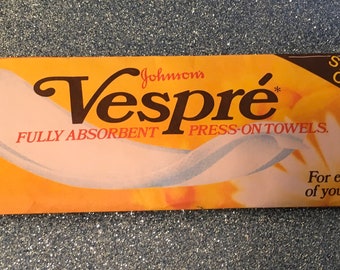 Johnson's
Vespré*
FULLY ABSORBENT PRESS-ON TOWELS.
For e
of you